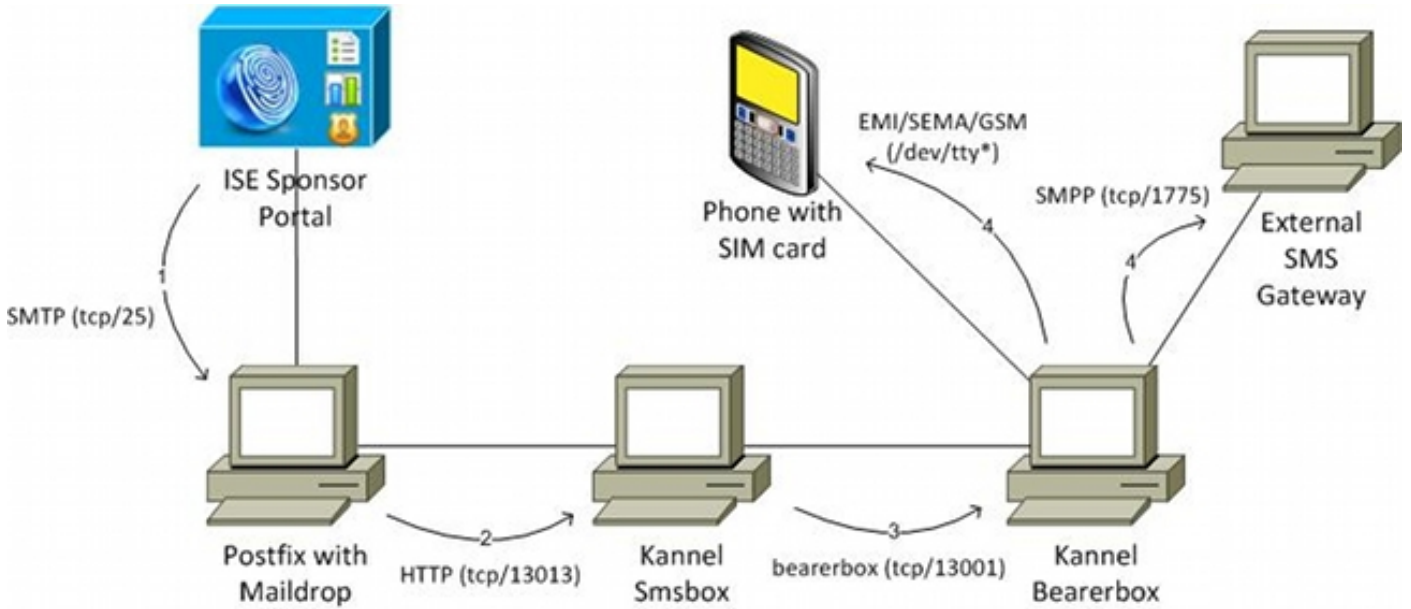 ISE Sponsor
Portal
1
SMTP (tcp/25)
Postfix with
Maildrop
2
HTTP (tcp/13013)
Kannel
Smsbox
3
bearerbox (tcp/13001)
Kannel
Bearerbox
Phone with
SIM card
EMI/SEMA/GSM
(/dev/tty*)
4
SMPP (tcp/1775)
4
External
SMS
Gateway